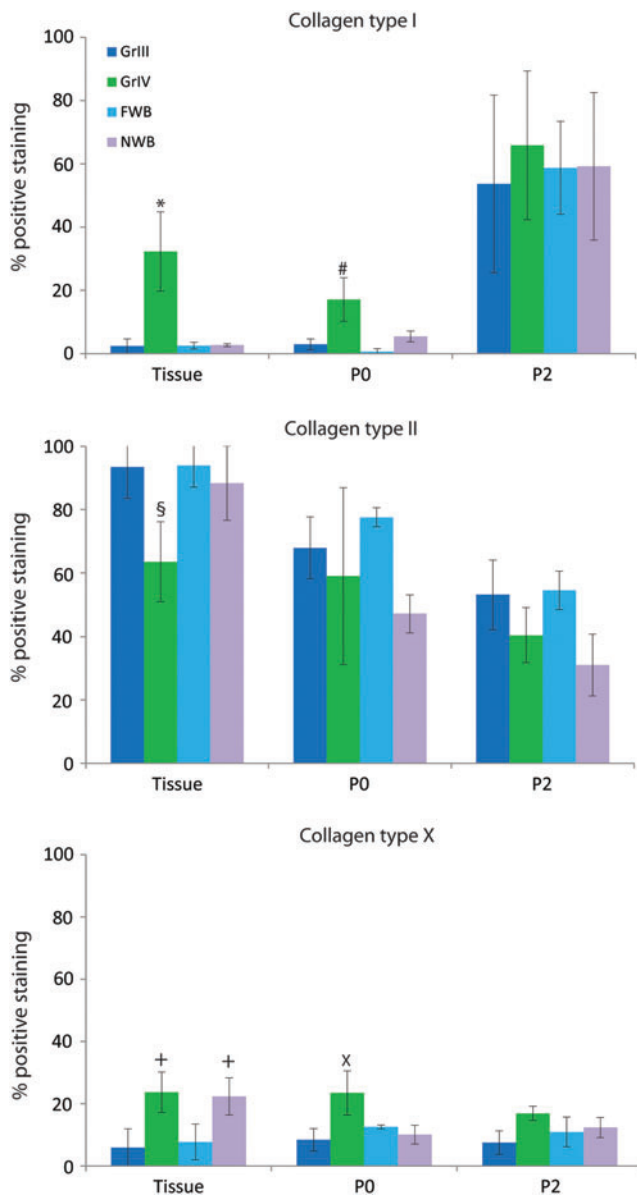 Collagen type I
% positive staining
100
80
60
40
20
0
GrIII
GrIV
FWB
NWB
*
#
Tissue P0 P2
Collagen type II
% positive staining
100
80
60
40
20
0
§
Tissue P0 P2
Collagen type X
% positive staining
100
80
60
40
20
0
+ + X
Tissue P0 P2